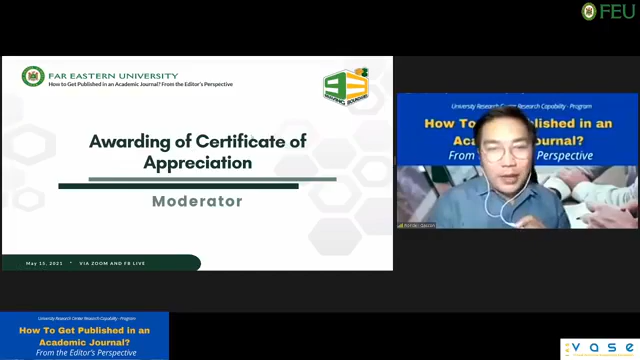 FEU
FAR EASTERN UNIVERSITY
How to Get Published in an Academic Journal? From the Editor's Perspective
Awarding of Certificate of
Appreciation
Moderator
May 15, 2021 * VIA ZOOM AND FB LIVE
University Research Center Research Capability - Program
How To Get Published in an
Academic Journal?
From the Editor's Perspective
University Research Center Research Capability - Program
How To Published in an
Aca Journal?
From Perspective
vase